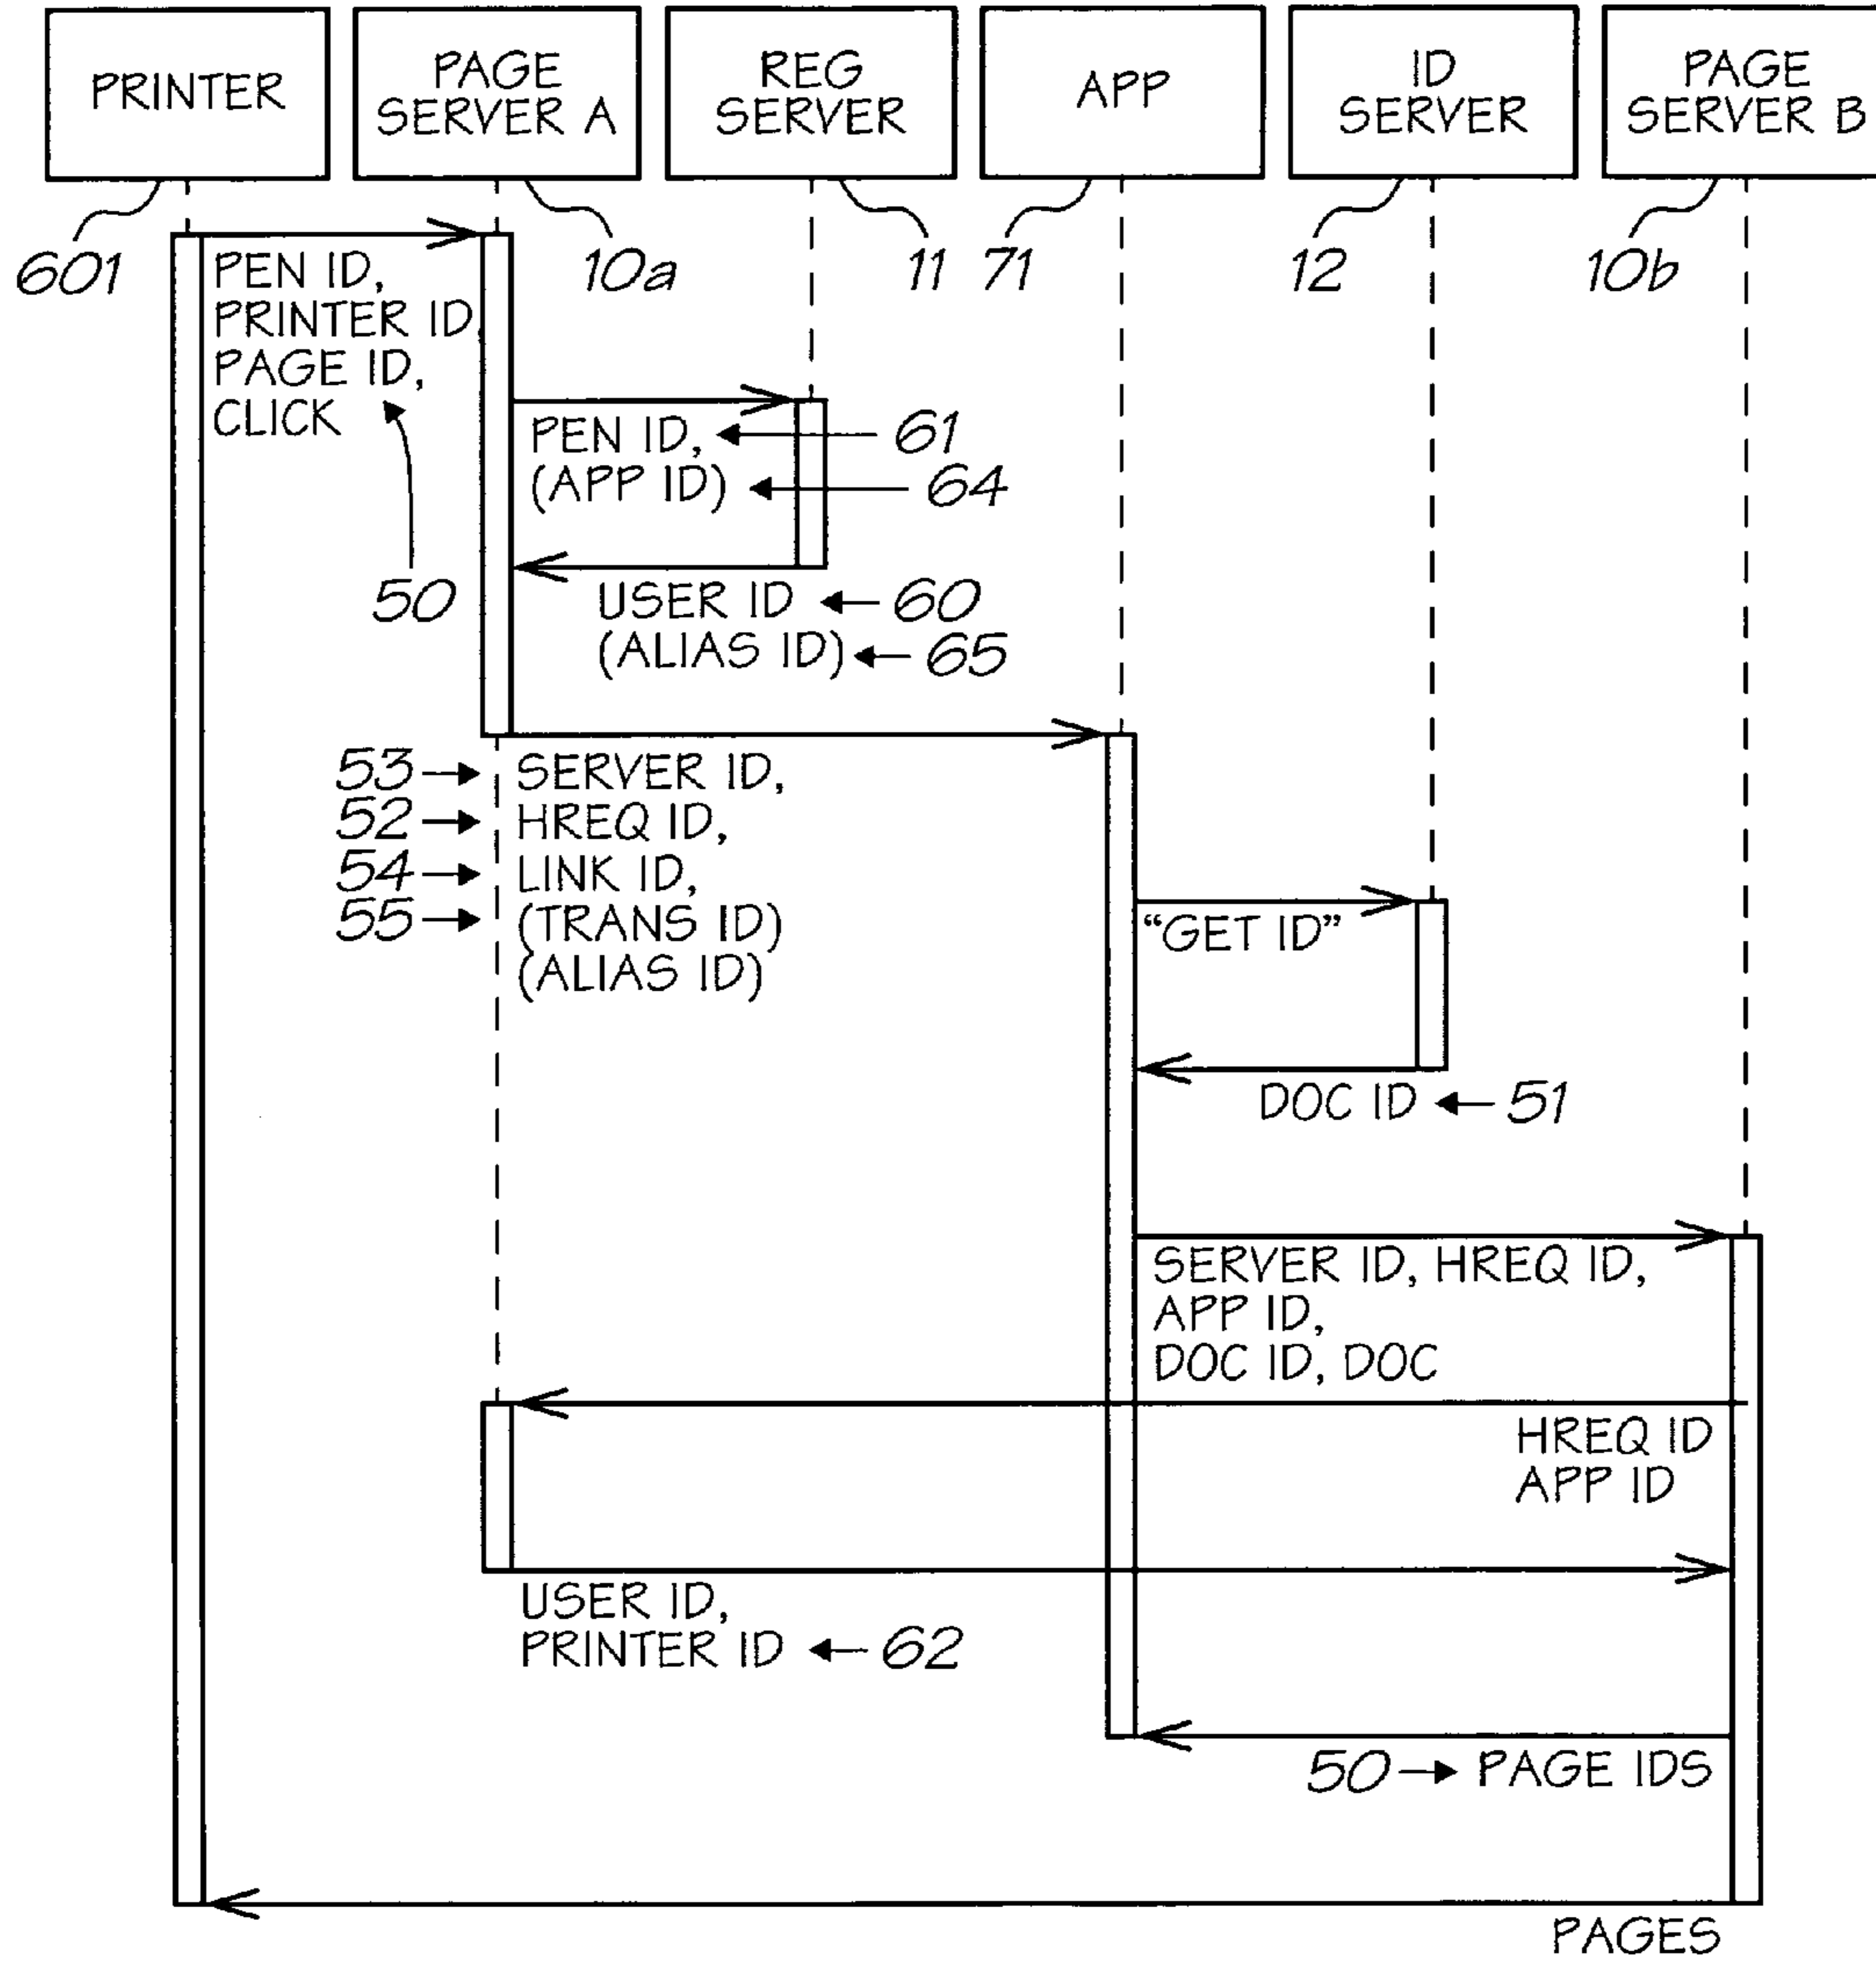 PRINTER
PAGE
SERVER A
REG
SERVER
APP
ID
SERVER
PAGE
SERVER B
601
10a
11
71
12
10b
PEN ID,
PRINTER ID
PAGE ID,
CLICK
50
PEN ID,
61
(APP ID)
64
USER ID
60
(ALIAS ID)
65
53
SERVER ID,
52
HREQ ID,
54
LINK ID,
55
(TRANS ID)
(ALIAS ID)
“GET ID”
DOC ID
51
SERVER ID, HREQ ID,
APP ID,
DOC ID, DOC
HREQ ID
APP ID
USER ID,
PRINTER ID
62
50
PAGE IDS
PAGES